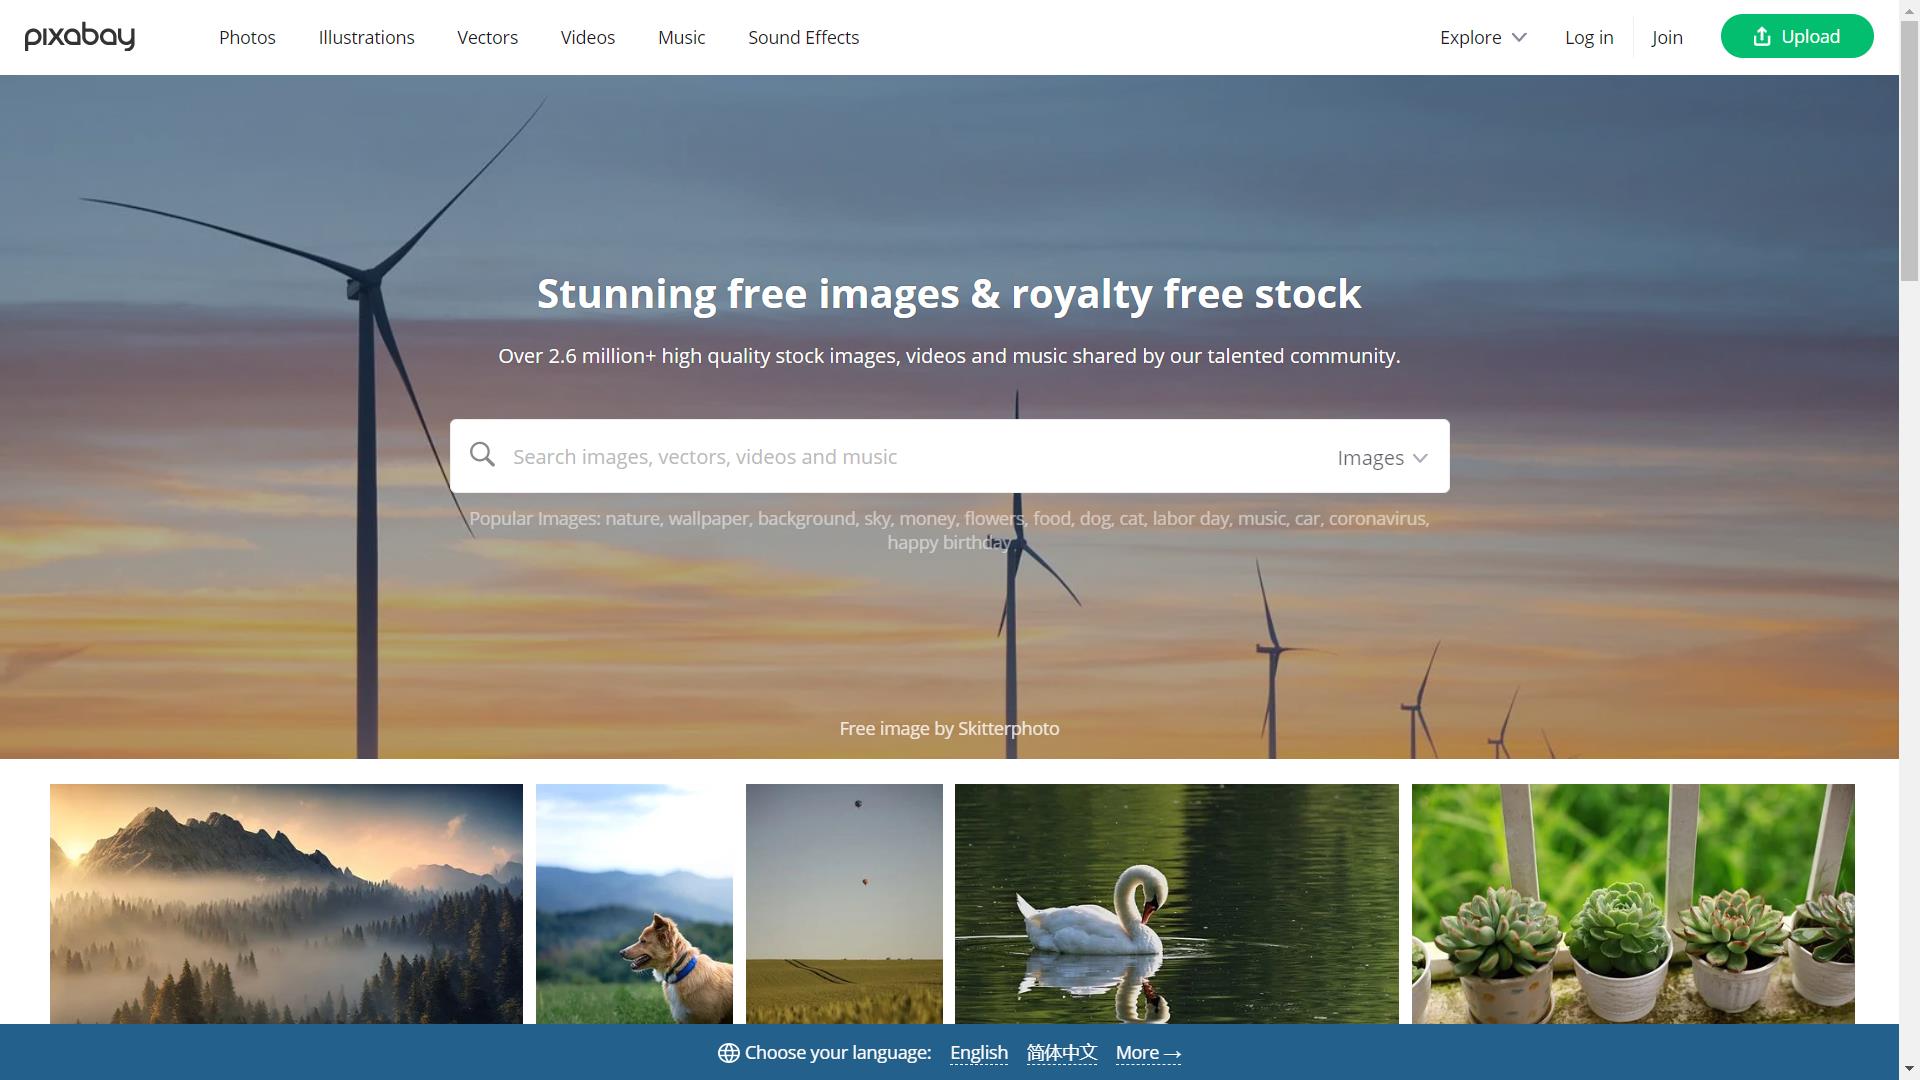 pixabay Photos Illustrations Vectors Videos Music Sound Effects Explore Log in Join Upload
Stunning free images & royalty free stock
Over 2.6 million+ high quality stock images, videos and music shared by our talented community.
Search images, vectors, videos and music Images
Popular Images: nature, wallpaper, background, sky, money, flowers, food, dog, cat, labor day, music, car, coronavirus,
happy birthday
Free image by Skitterphoto
Choose your language: English 简体中文 More →